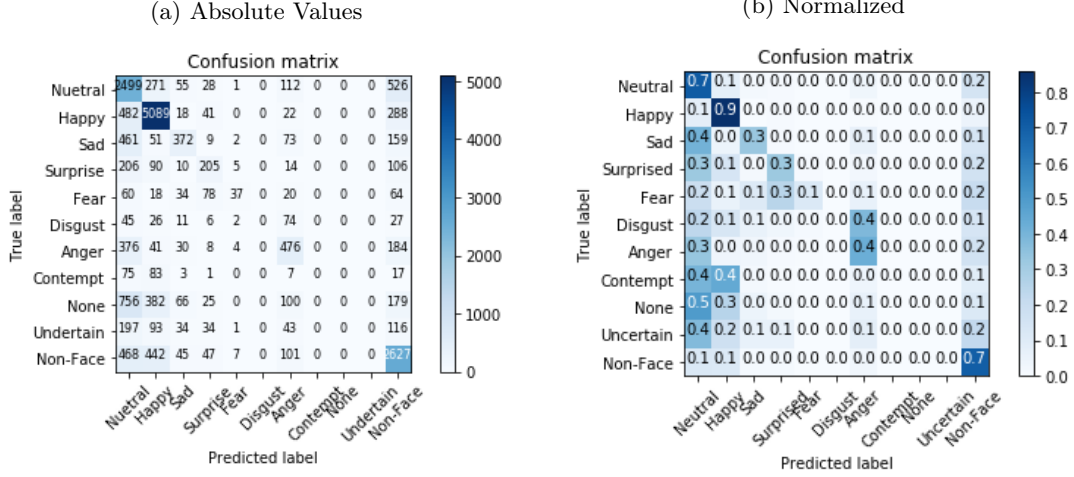 (a) Absolute Values
Confusion matrix
True label
Nuetral 2499 271 55 28 1 0 112 0 0 0 526
Happy 482 5089 18 41 0 0 22 0 0 0 288
Sad 461 51 372 9 2 0 73 0 0 0 159
Surprise 206 90 10 205 5 0 14 0 0 0 106
Fear 60 18 34 78 37 0 20 0 0 0 64
Disgust 45 26 11 6 2 0 74 0 0 0 27
Anger 376 41 30 8 4 0 476 0 0 0 184
Contempt 75 83 3 1 0 0 7 0 0 0 17
None 756 382 66 25 0 0 100 0 0 0 179
Undertain 197 93 34 34 1 0 43 0 0 0 116
Non-Face 468 442 45 47 7 0 101 0 0 0 2627
Nuetral Happy Sad Surprise Fear Disgust Anger Contempt None Undertain Non-Face
Predicted label
5000
4000
3000
2000
1000
0
(b) Normalized
Confusion matrix
True label
Neutral 0.7 0.1 0.0 0.0 0.0 0.0 0.0 0.0 0.0 0.0 0.2
Happy 0.1 0.9 0.0 0.0 0.0 0.0 0.0 0.0 0.0 0.0 0.0
Sad 0.4 0.0 0.3 0.0 0.0 0.0 0.1 0.0 0.0 0.0 0.1
Surprised 0.3 0.1 0.0 0.3 0.0 0.0 0.0 0.0 0.0 0.0 0.2
Fear 0.2 0.1 0.1 0.3 0.1 0.0 0.1 0.0 0.0 0.0 0.2
Disgust 0.2 0.1 0.1 0.0 0.0 0.0 0.4 0.0 0.0 0.0 0.1
Anger 0.3 0.0 0.0 0.0 0.0 0.0 0.4 0.0 0.0 0.0 0.2
Contempt 0.4 0.4 0.0 0.0 0.0 0.0 0.0 0.0 0.0 0.0 0.1
None 0.5 0.3 0.0 0.0 0.0 0.0 0.1 0.0 0.0 0.0 0.1
Uncertain 0.4 0.2 0.1 0.1 0.0 0.0 0.1 0.0 0.0 0.0 0.2
Non-Face 0.1 0.1 0.0 0.0 0.0 0.0 0.0 0.0 0.0 0.0 0.7
Neutral Happy Sad Surprised Fear Disgust Anger Contempt None Uncertain Non-Face
Predicted label
0.8
0.7
0.6
0.5
0.4
0.3
0.2
0.1
0.0